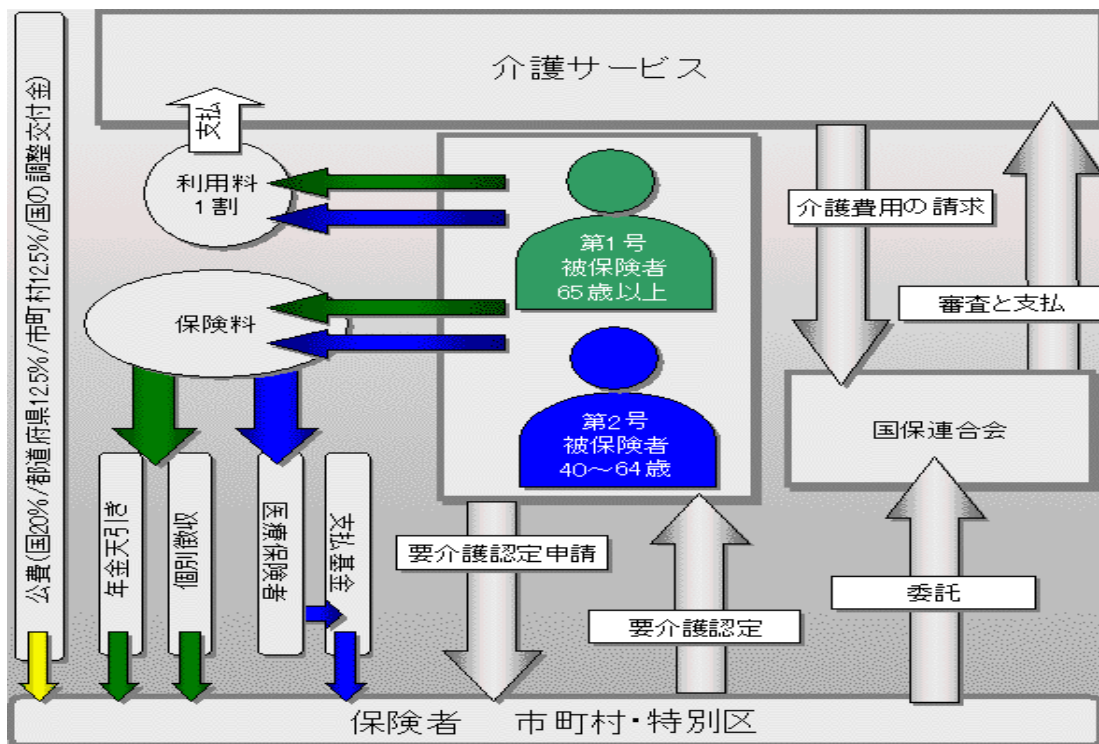 介護サービス
公費(国20%/都道府県12.5%/市町村12.5%/国の調整交付金)
支払
利用料
1割
第1号
被保険者
65歳以上
介護費用の請求
審査と支払
保険料
第2号
被保険者
40～64歳
国保連合会
年金天引き
個別徴収
医療保険者
支払基金
要介護認定申請
要介護認定
委託
保険者 市町村・特別区